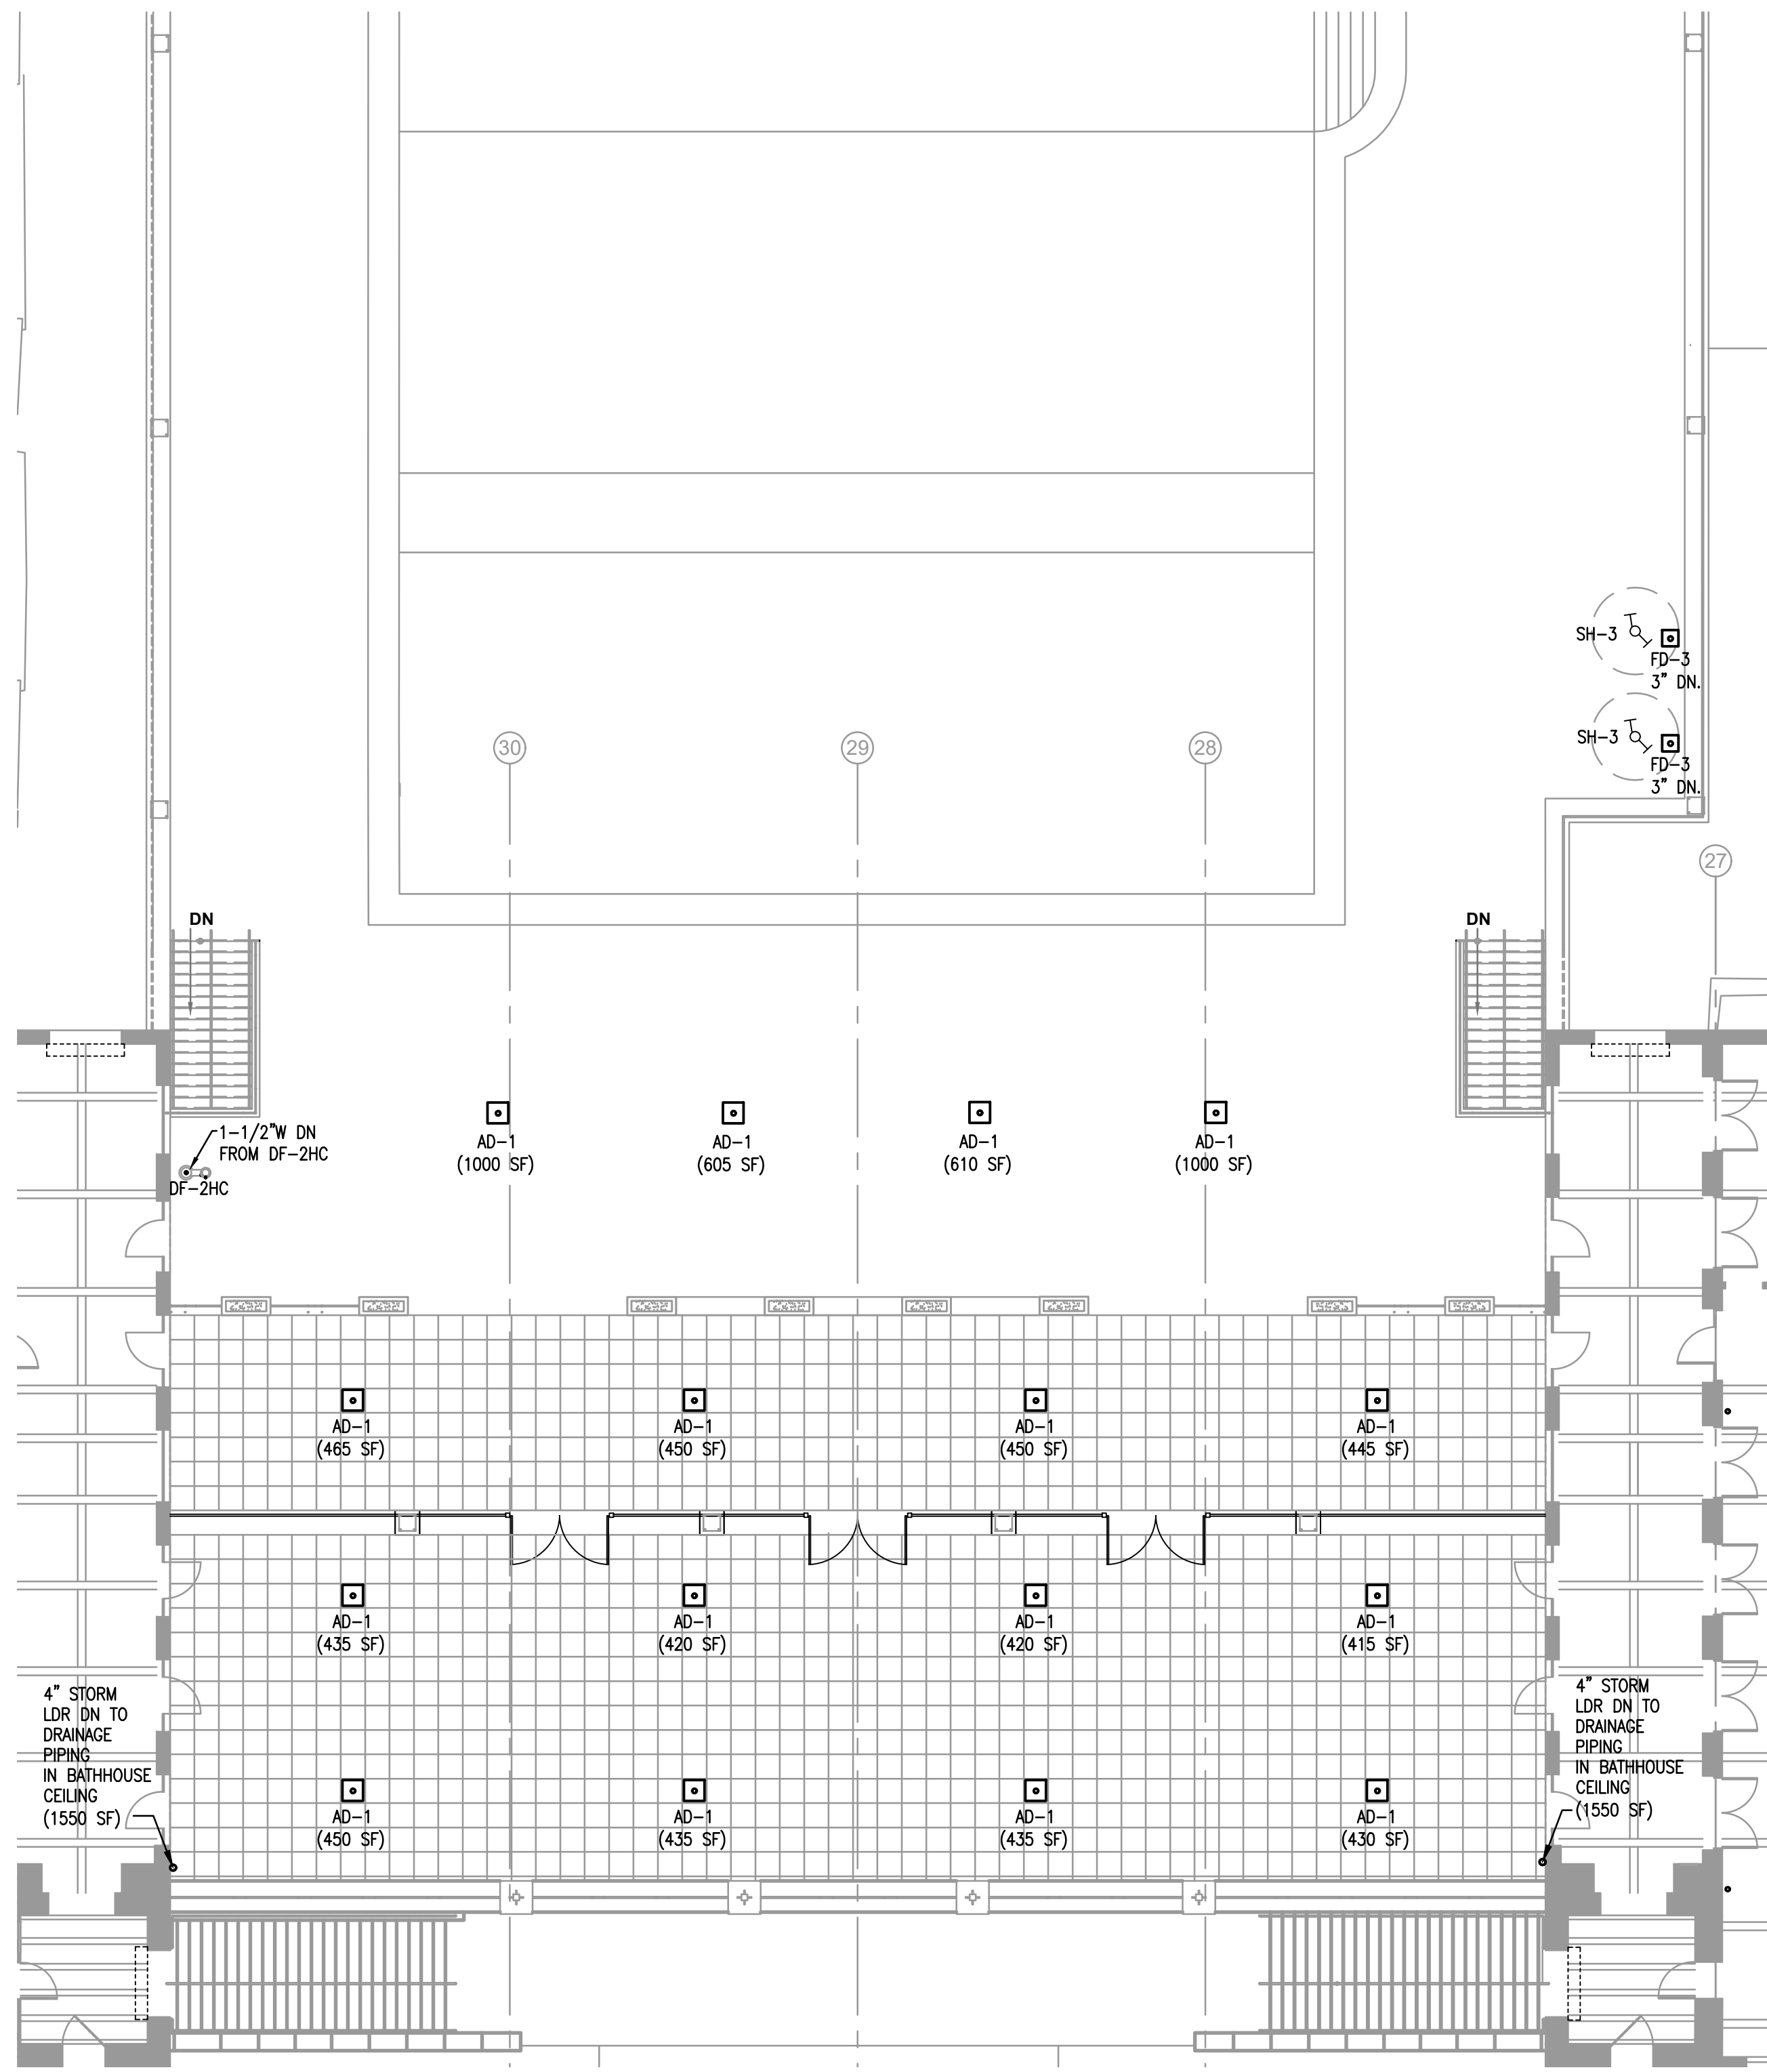 SH-3
FD-3
3" DN.
SH-3
FD-3
3" DN.
30
29
28
27
DN
DN
1-1/2"W DN
FROM DF-2HC
DF-2HC
AD-1
(1000 SF)
AD-1
(605 SF)
AD-1
(610 SF)
AD-1
(1000 SF)
AD-1
(465 SF)
AD-1
(450 SF)
AD-1
(450 SF)
AD-1
(445 SF)
AD-1
(435 SF)
AD-1
(420 SF)
AD-1
(420 SF)
AD-1
(415 SF)
4" STORM
LDR DN TO
DRAINAGE
PIPING
IN BATHHOUSE
CEILING
(1550 SF)
4" STORM
LDR DN TO
DRAINAGE
PIPING
IN BATHHOUSE
CEILING
(1550 SF)
AD-1
(450 SF)
AD-1
(435 SF)
AD-1
(435 SF)
AD-1
(430 SF)